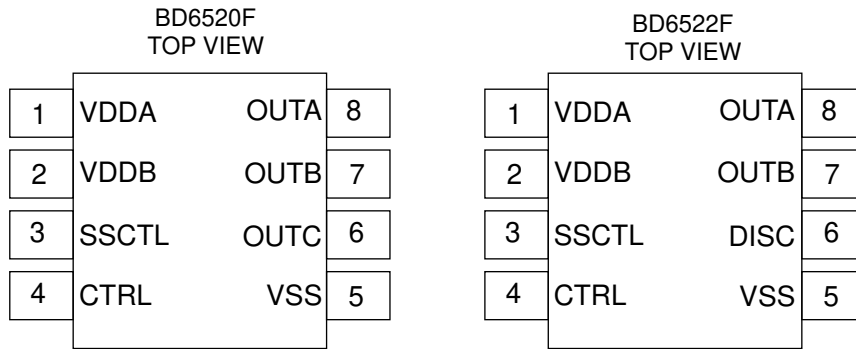 BD6520F
TOP VIEW
1 VDDA OUTA 8
2 VDDB OUTB 7
3 SSCTL OUTC 6
4 CTRL VSS 5
BD6522F
TOP VIEW
1 VDDA OUTA 8
2 VDDB OUTB 7
3 SSCTL DISC 6
4 CTRL VSS 5